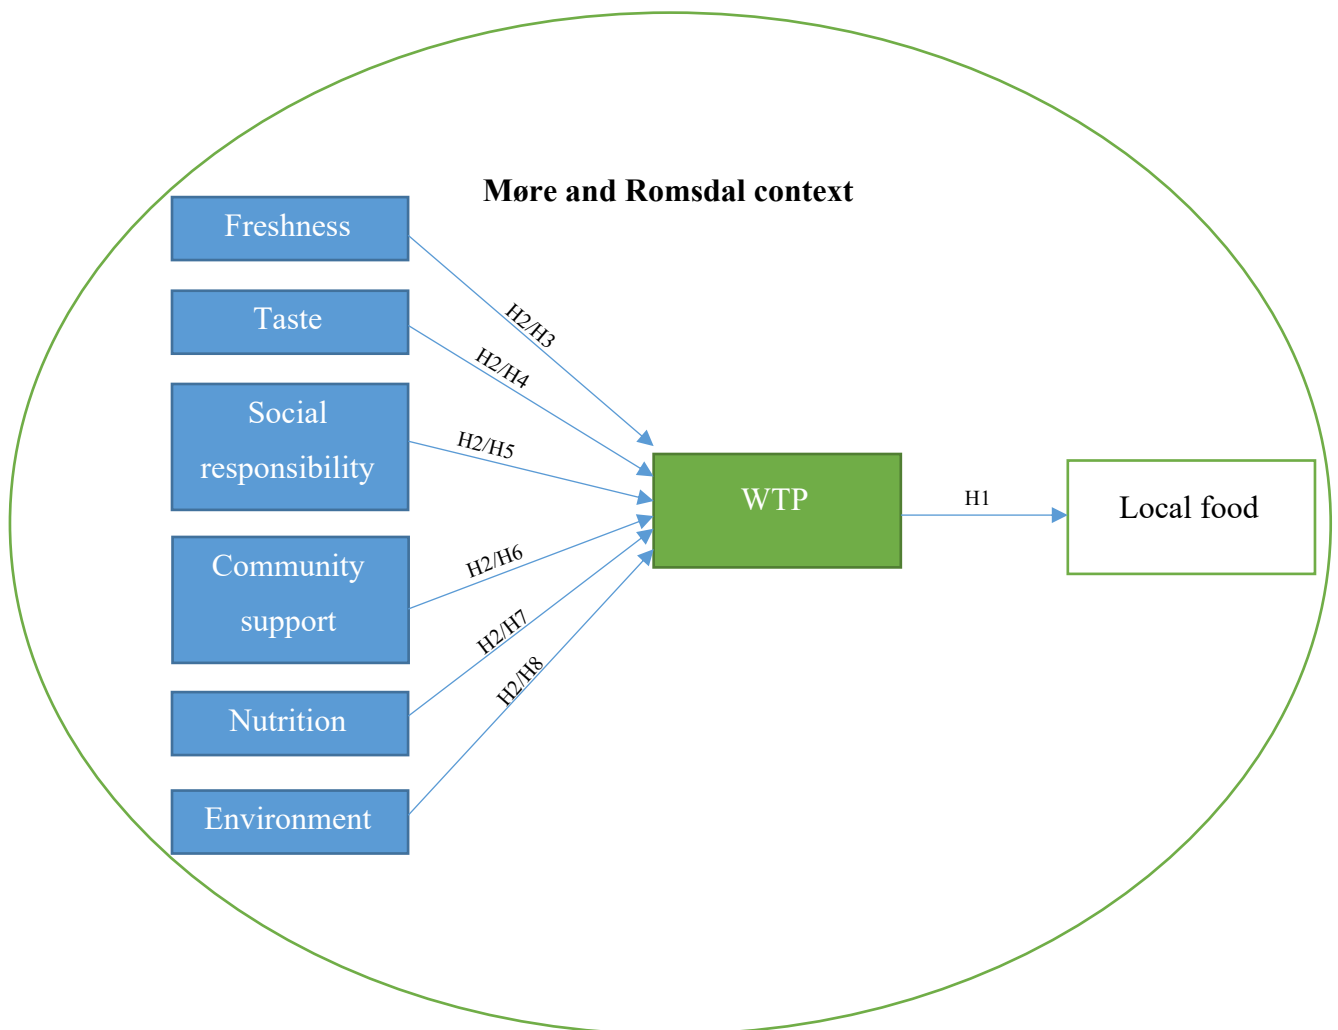 Møre and Romsdal context
Freshness
Taste
Social
responsibility
Community
support
Nutrition
Environment
H2/H3
H2/H4
H2/H5
H2/H6
H2/H7
H2/H8
WTP
H1
Local food